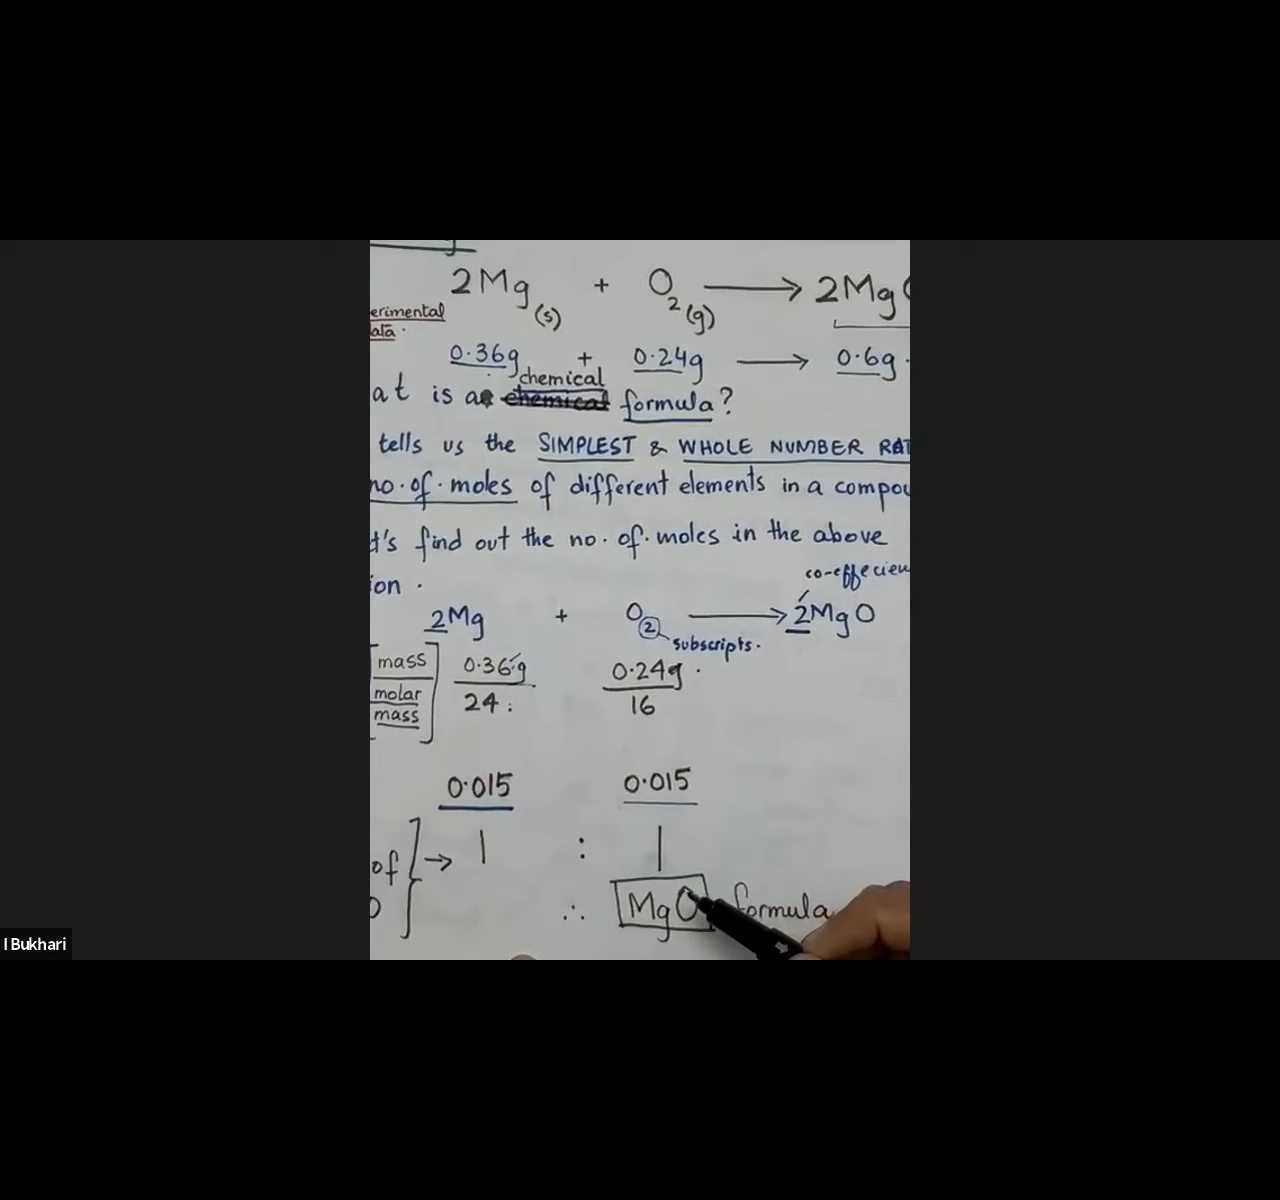 2Mg(s) + O2(g) → 2Mg
erimental
ata.
0.36g + 0.24g → 0.6g
chemical
at is a chemical formula?
tells us the SIMPLEST & WHOLE NUMBER RAT
no.of.moles of different elements in a compou
t's find out the no. of. moles in the above
ion.
co-effecien
2Mg + O2 → 2MgO
subscripts.
mass 0.36g 0.24g.
molar mass 24 16
0.015 0.015
of → 1 : 1
∴ MgO formula
I Bukhari